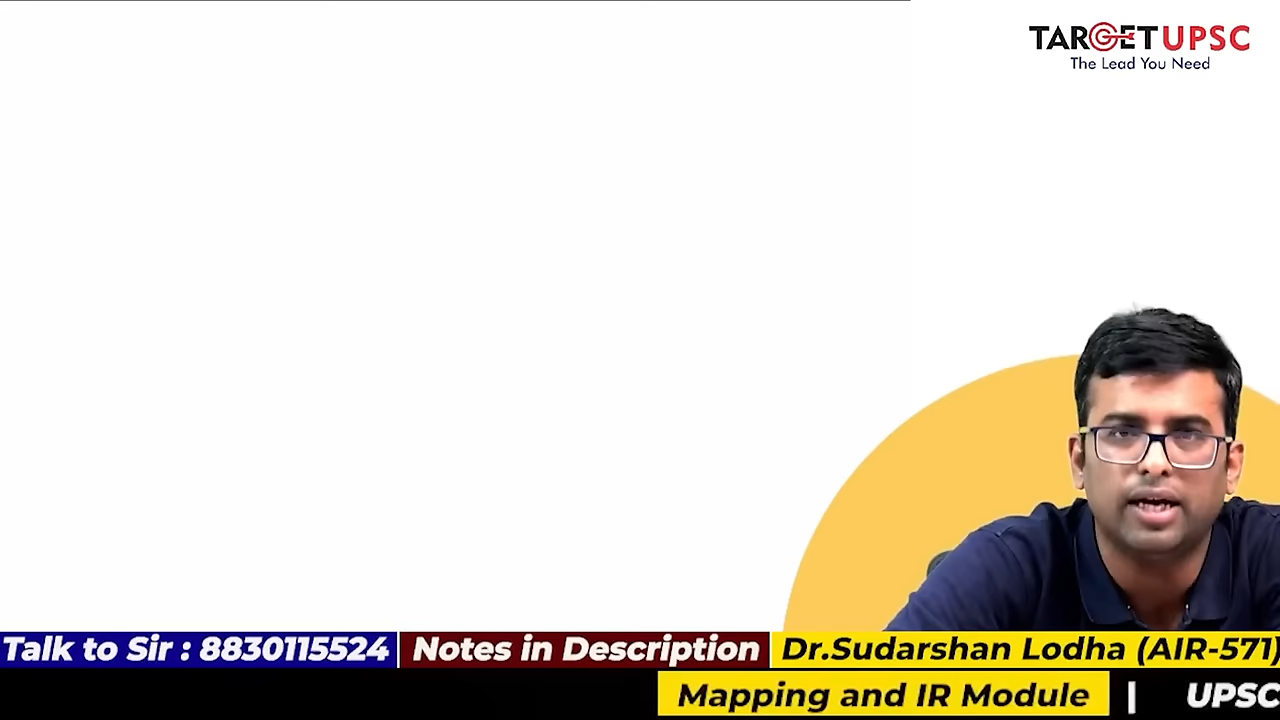 TARGETUPSC
The Lead You Need
Talk to Sir : 8830115524 Notes in Description Dr.Sudarshan Lodha (AIR-571)
Mapping and IR Module | UPSC